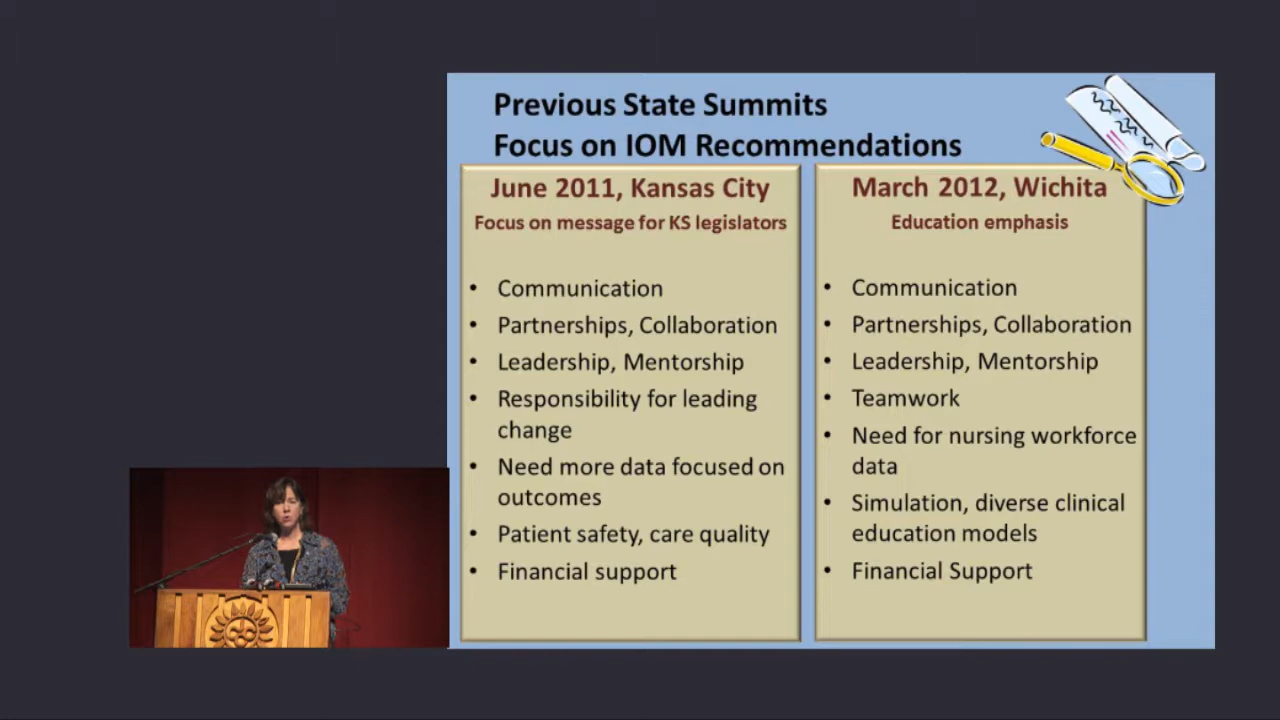 Previous State Summits
Focus on IOM Recommendations
June 2011, Kansas City
Focus on message for KS legislators
• Communication
• Partnerships, Collaboration
• Leadership, Mentorship
• Responsibility for leading
change
• Need more data focused on
outcomes
• Patient safety, care quality
• Financial support
March 2012, Wichita
Education emphasis
• Communication
• Partnerships, Collaboration
• Leadership, Mentorship
• Teamwork
• Need for nursing workforce
data
• Simulation, diverse clinical
education models
• Financial Support